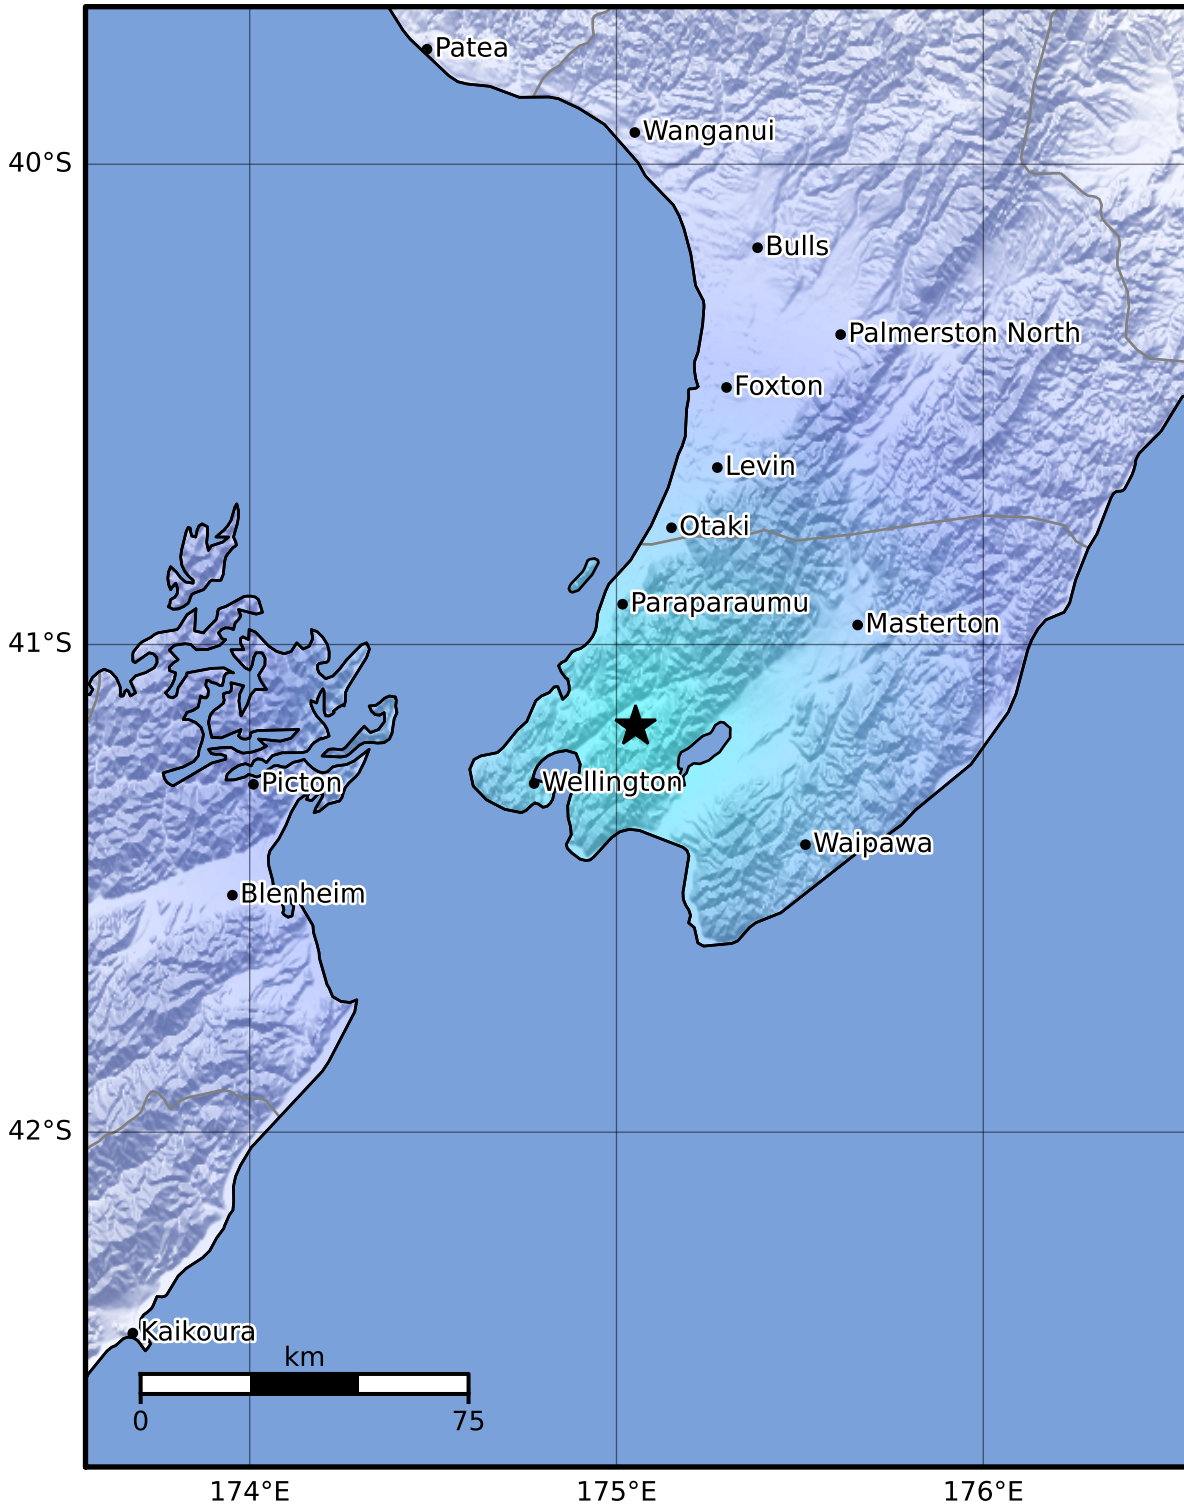 Patea
Wanganui
40°S
Bulls
Palmerston North
Foxton
Levin
Otaki
Paraparaumu
Masterton
41°S
Picton
Wellington
Waipawa
Blenheim
42°S
Kaikoura
km
0 75
174°E 175°E 176°E